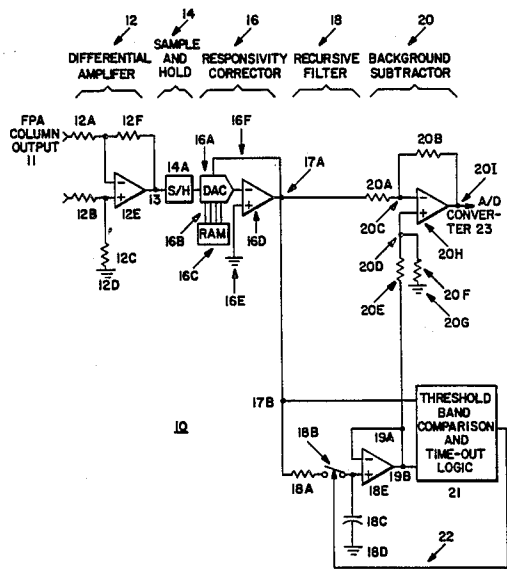 12
14
16
18
20
DIFFERENTIAL AMPLIFER
SAMPLE AND HOLD
RESPONSIVITY CORRECTOR
RECURSIVE FILTER
BACKGROUND SUBTRACTOR
FPA COLUMN OUTPUT 11
12A
12F
12B
12E
13
12C
12D
14A
S/H
16A
16F
DAC
16B
RAM
16C
16D
16E
17A
20A
20B
20C
20I
A/D CONVER-TER 23
20H
20D
20E
20F
20G
10
17B
18B
19A
18A
18E
19B
18C
18D
THRESHOLD BAND COMPARISON AND TIME-OUT LOGIC
21
22